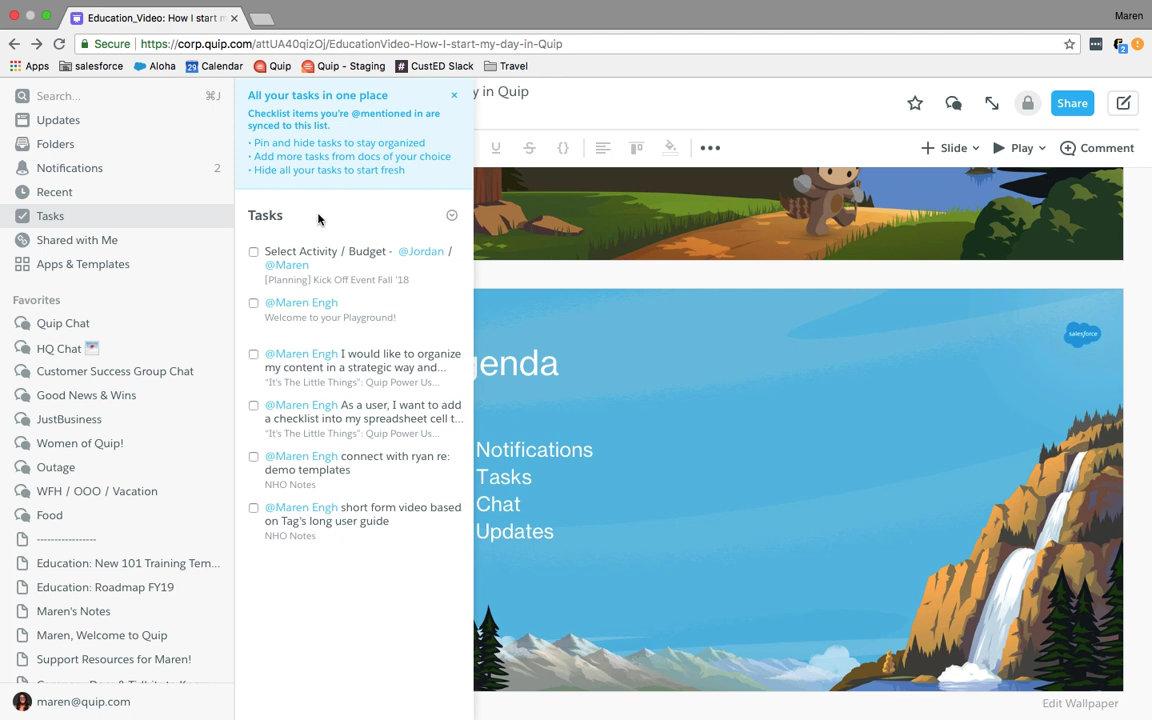 Education_Video: How I start m
Maren
Secure
https://corp.quip.com/attUA40qizOj/EducationVideo-How-I-start-my-day-in-Quip
2
Apps
salesforce
Aloha
29
Calendar
Quip
Quip - Staging
CustED Slack
Travel
Search...
⌘J
Updates
Folders
Notifications
2
Recent
Tasks
Shared with Me
Apps & Templates
Favorites
Quip Chat
HQ Chat
Customer Success Group Chat
Good News & Wins
JustBusiness
Women of Quip!
Outage
WFH / OOO / Vacation
Food
----------------
Education: New 101 Training Tem...
Education: Roadmap FY19
Maren's Notes
Maren, Welcome to Quip
Support Resources for Maren!
maren@quip.com
All your tasks in one place
Checklist items you're @mentioned in are
synced to this list.
• Pin and hide tasks to stay organized
• Add more tasks from docs of your choice
• Hide all your tasks to start fresh
Tasks
Select Activity / Budget - @Jordan /
@Maren
[Planning] Kick Off Event Fall '18
@Maren Engh
Welcome to your Playground!
@Maren Engh I would like to organize
my content in a strategic way and...
"It's The Little Things": Quip Power Us...
@Maren Engh As a user, I want to add
a checklist into my spreadsheet cell t...
"It's The Little Things": Quip Power Us...
@Maren Engh connect with ryan re:
demo templates
NHO Notes
@Maren Engh short form video based
on Tag's long user guide
NHO Notes
y in Quip
Share
U S {}
Slide
Play
Comment
salesforce
genda
Notifications
Tasks
Chat
Updates
Edit Wallpaper